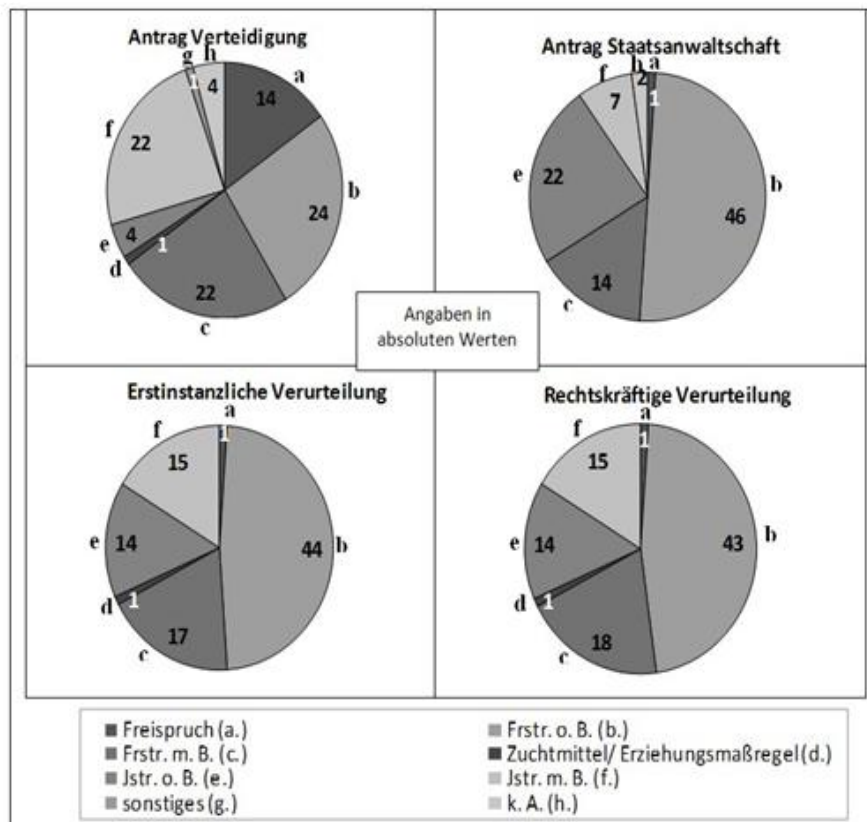 Antrag Verteidigung
g
h
1
4
a
14
f
22
b
24
e
4
d
1
22
c
Antrag Staatsanwaltschaft
h
a
f
2
1
7
e
22
b
46
14
c
Angaben in
absoluten Werten
Erstinstanzliche Verurteilung
a
f
1
15
e
14
44
b
d
1
17
c
Rechtskräftige Verurteilung
a
f
1
15
b
43
e
14
d
1
18
c
Freispruch (a.)
Frstr. o. B. (b.)
Frstr. m. B. (c.)
Zuchtmittel/ Erziehungsmaßregel (d.)
Jstr. o. B. (e.)
Jstr. m. B. (f.)
sonstiges (g.)
k. A. (h.)